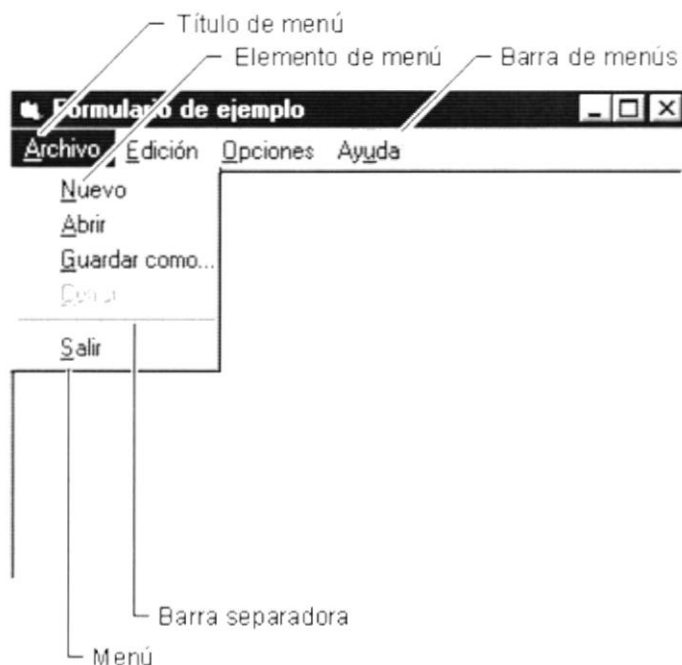 Título de menú
Elemento de menú
Barra de menús
Formulario de ejemplo
Archivo Edición Opciones Ayuda
Nuevo
Abrir
Guardar como...
Salir
Barra separadora
Menú